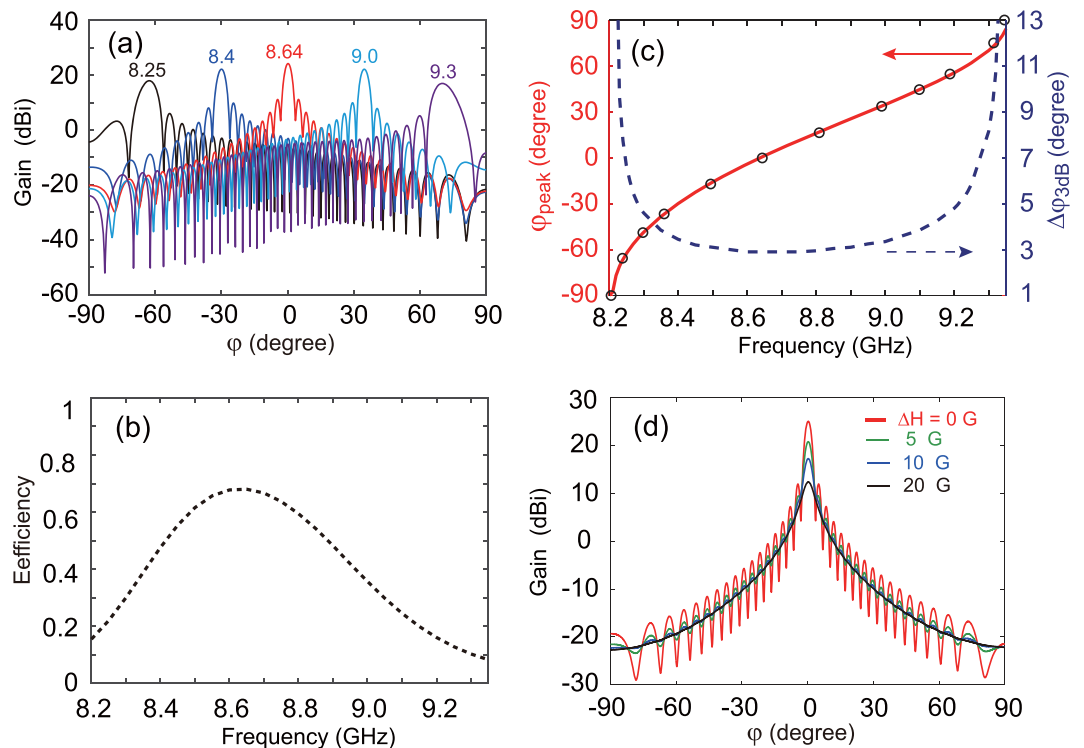 (a)
8.25
8.4
8.64
9.0
9.3
40
20
0
-20
-40
-60
Gain (dBi)
-90 -60 -30 0 30 60 90
φ (degree)
(c)
90
60
30
0
-30
-60
-90
φpeak (degree)
13
11
9
7
5
3
1
Δφ3dB (degree)
8.2 8.4 8.6 8.8 9.0 9.2
Frequency (GHz)
(b)
1
0.8
0.6
0.4
0.2
0
Eefficiency
8.2 8.4 8.6 8.8 9.0 9.2
Frequency (GHz)
(d)
ΔH = 0 G
5 G
10 G
20 G
30
20
10
0
-10
-20
-30
Gain (dBi)
-90 -60 -30 0 30 60 90
φ (degree)